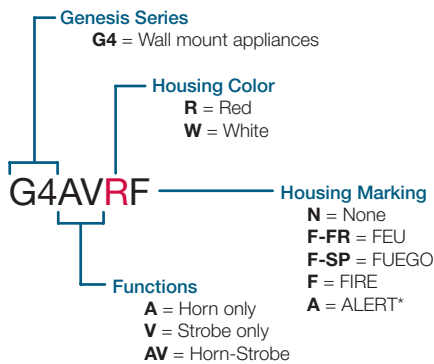 Genesis Series
G4 = Wall mount appliances
Housing Color
R = Red
W = White
G4AVRF
Housing Marking
N = None
F-FR = FEU
F-SP = FUEGO
F = FIRE
A = ALERT*
Functions
A = Horn only
V = Strobe only
AV = Horn-Strobe